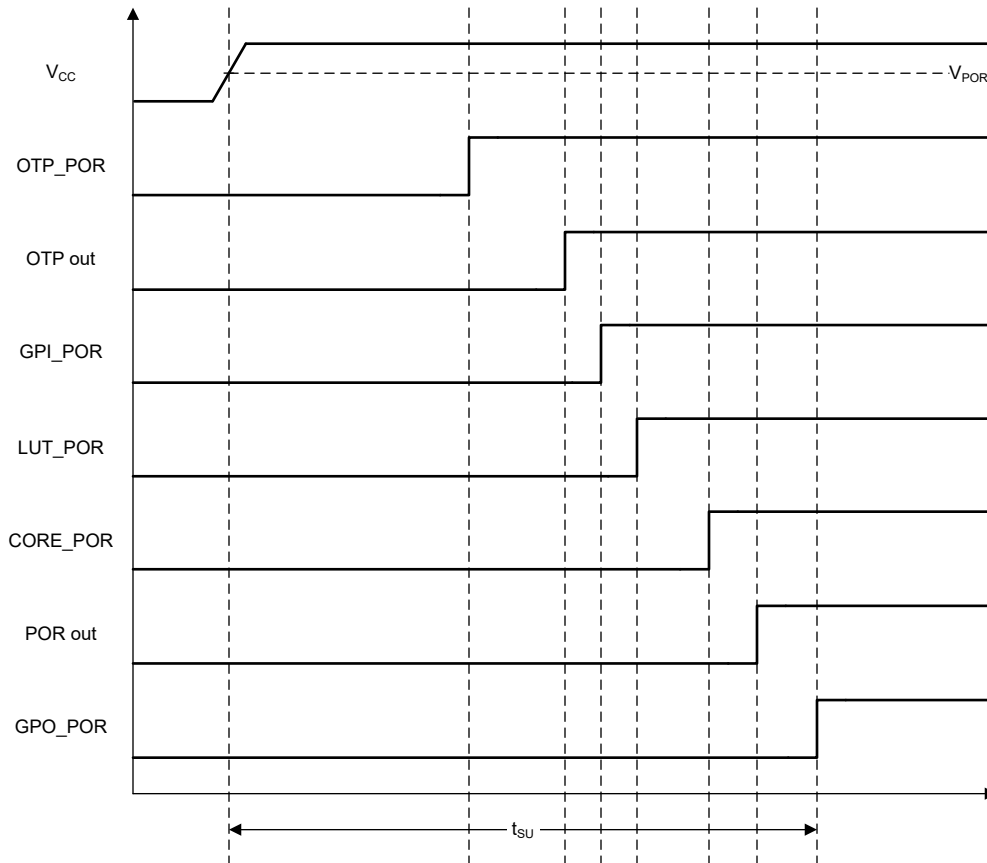 VCC
VPOR
OTP_POR
OTP out
GPI_POR
LUT_POR
CORE_POR
POR out
GPO_POR
tSU